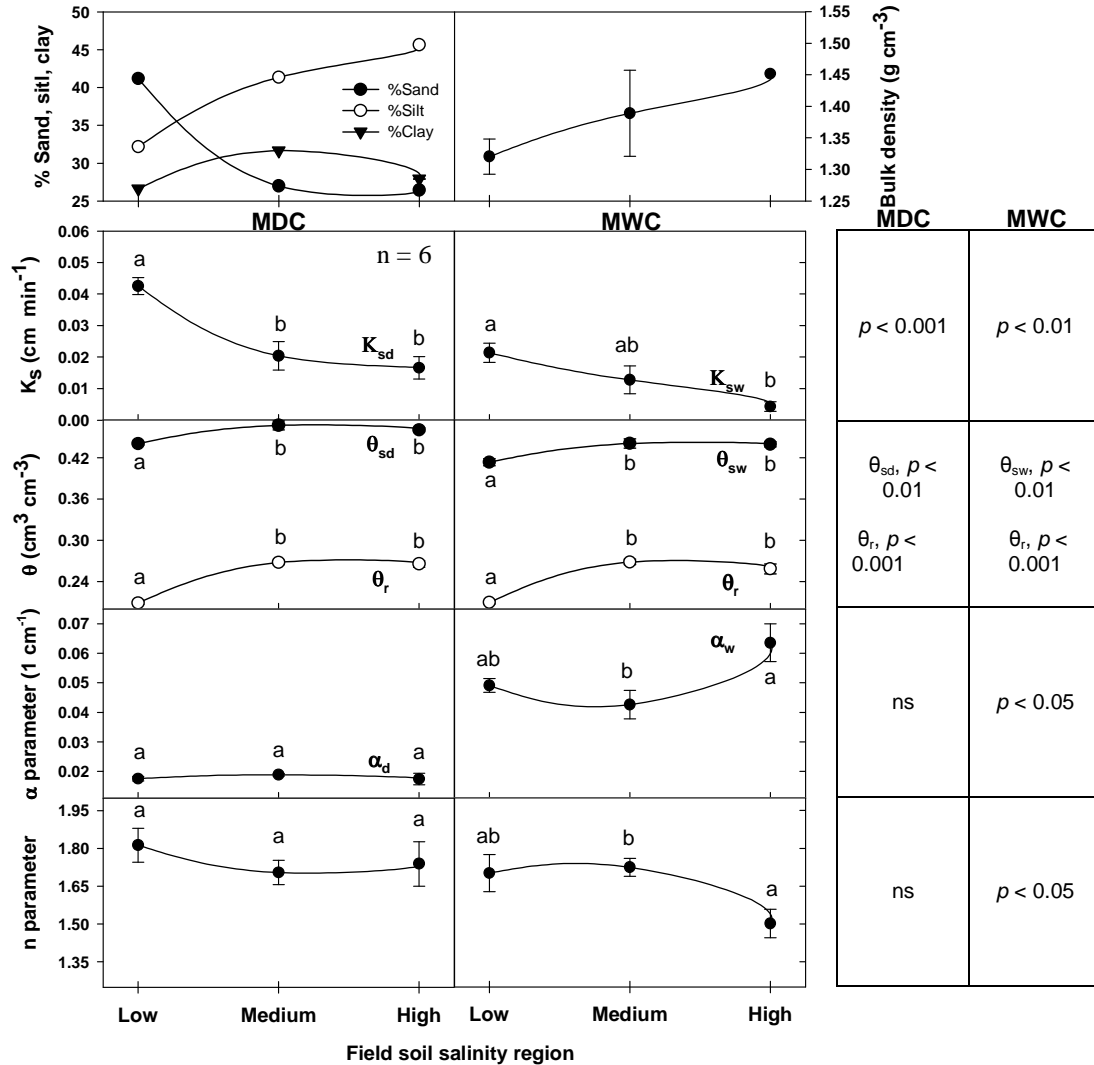 50
45
40
35
30
25
% Sand, sitl, clay
%Sand
%Silt
%Clay
1.55
1.50
1.45
1.40
1.35
1.30
1.25
Bulk density (g cm-3)
MDC
MWC
MDC
MWC
0.06
0.05
0.04
0.03
0.02
0.01
0.00
Ks (cm min-1)
a
n = 6
b
b
Ksd
a
ab
b
Ksw
p < 0.001
p < 0.01
0.42
0.36
0.30
0.24
θ (cm3 cm-3)
a
b
b
θsd
a
b
b
θr
a
b
b
θsw
a
b
b
θr
θsd, p <
0.01
θr, p <
0.001
θsw, p <
0.01
θr, p <
0.001
0.07
0.06
0.05
0.04
0.03
0.02
α parameter (1 cm-1)
a
a
a
αd
ab
b
a
αw
ns
p < 0.05
1.95
1.80
1.65
1.50
1.35
n parameter
a
a
a
ab
b
a
ns
p < 0.05
Low
Medium
High
Low
Medium
High
Field soil salinity region